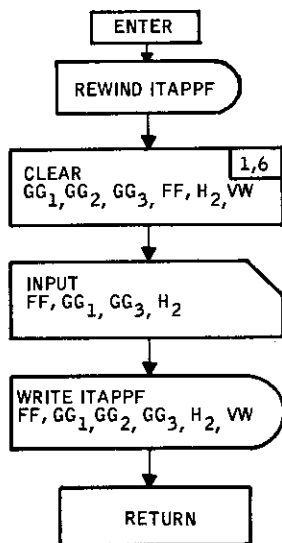 ENTER
REWIND ITAPPF
1,6
CLEAR
GG₁, GG₂, GG₃, FF, H₂, VW
INPUT
FF, GG₁, GG₃, H₂
WRITE ITAPPF
FF, GG₁, GG₂, GG₃, H₂, VW
RETURN